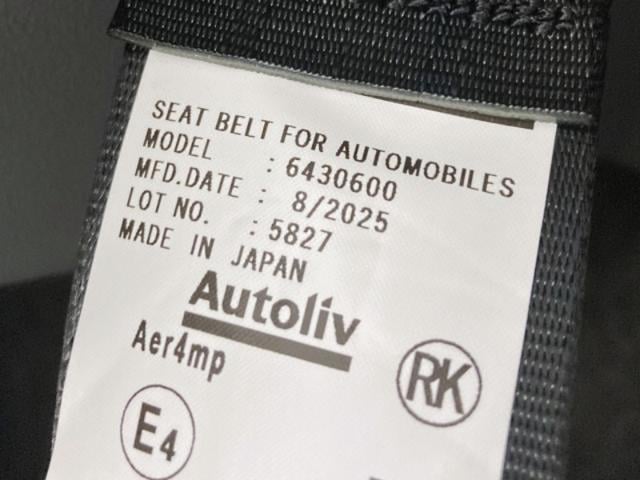 SEAT BELT FOR AUTOMOBILES
MODEL : 6430600
MFD.DATE : 8/2025
LOT NO. : 5827
MADE IN JAPAN
Autoliv
Aer4mp
RK
E4